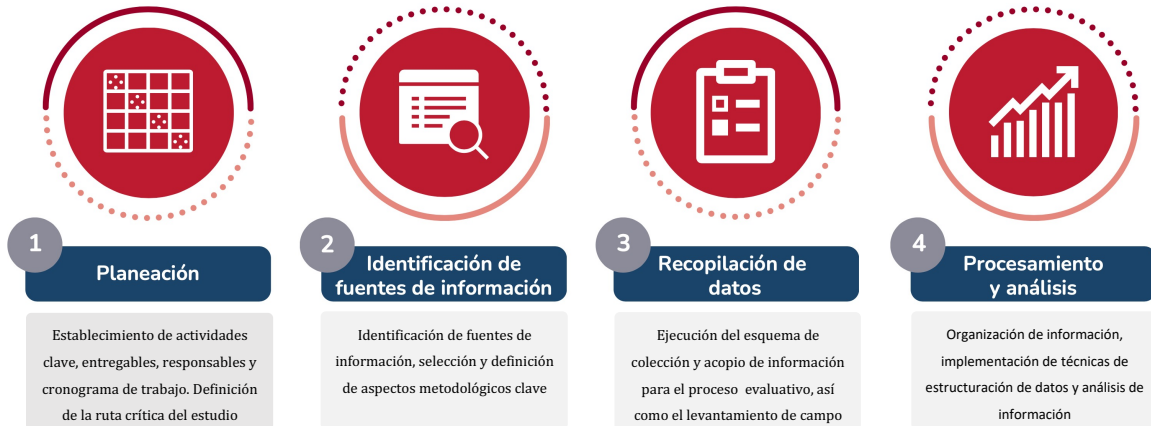 1
Planeación
Establecimiento de actividades
clave, entregables, responsables y
cronograma de trabajo. Definición
de la ruta crítica del estudio
2
Identificación de
fuentes de información
Identificación de fuentes de
información, selección y definición
de aspectos metodológicos clave
3
Recopilación de
datos
Ejecución del esquema de
colección y acopio de información
para el proceso evaluativo, así
como el levantamiento de campo
4
Procesamiento
y análisis
Organización de información,
implementación de técnicas de
estructuración de datos y análisis de
información